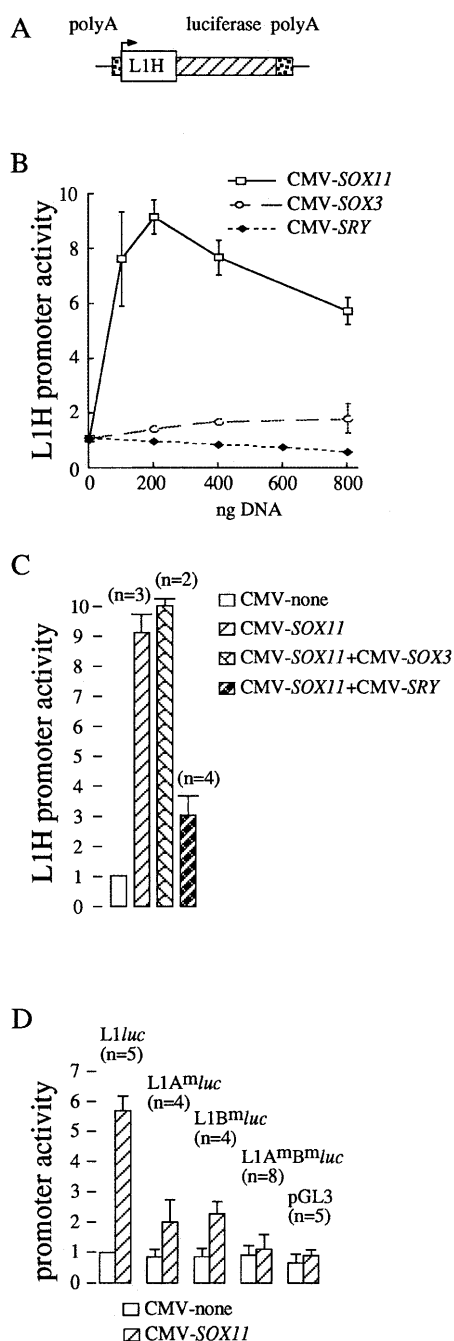 A
polyA luciferase polyA
L1H
B
CMV-SOX11
CMV-SOX3
CMV-SRY
L1H promoter activity
10
8
6
4
2
0
0 200 400 600 800
ng DNA
C
(n=3) (n=2)
(n=4)
L1H promoter activity
10
9
8
7
6
5
4
3
2
1
0
CMV-none
CMV-SOX11
CMV-SOX11+CMV-SOX3
CMV-SOX11+CMV-SRY
D
L1luc
(n=5)
L1Amluc
(n=4)
L1Bmluc
(n=4)
L1AmBmluc
(n=8)
pGL3
(n=5)
promoter activity
7
6
5
4
3
2
1
0
CMV-none
CMV-SOX11